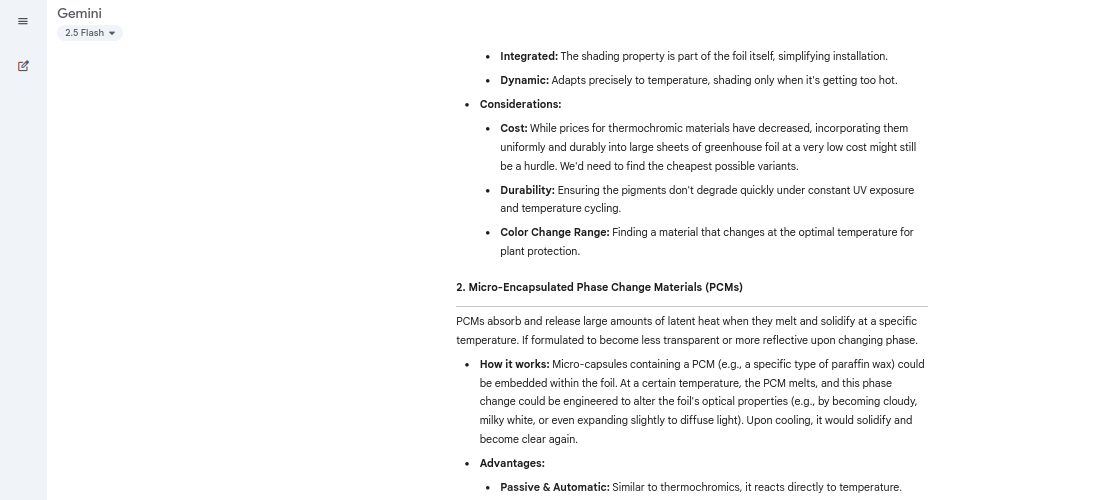 Gemini
2.5 Flash
Integrated: The shading property is part of the foil itself, simplifying installation.
Dynamic: Adapts precisely to temperature, shading only when it's getting too hot.
Considerations:
Cost: While prices for thermochromic materials have decreased, incorporating them
uniformly and durably into large sheets of greenhouse foil at a very low cost might still
be a hurdle. We'd need to find the cheapest possible variants.
Durability: Ensuring the pigments don't degrade quickly under constant UV exposure
and temperature cycling.
Color Change Range: Finding a material that changes at the optimal temperature for
plant protection.
2. Micro-Encapsulated Phase Change Materials (PCMs)
PCMs absorb and release large amounts of latent heat when they melt and solidify at a specific
temperature. If formulated to become less transparent or more reflective upon changing phase.
How it works: Micro-capsules containing a PCM (e.g., a specific type of paraffin wax) could
be embedded within the foil. At a certain temperature, the PCM melts, and this phase
change could be engineered to alter the foil's optical properties (e.g., by becoming cloudy,
milky white, or even expanding slightly to diffuse light). Upon cooling, it would solidify and
become clear again.
Advantages:
Passive & Automatic: Similar to thermochromics, it reacts directly to temperature.